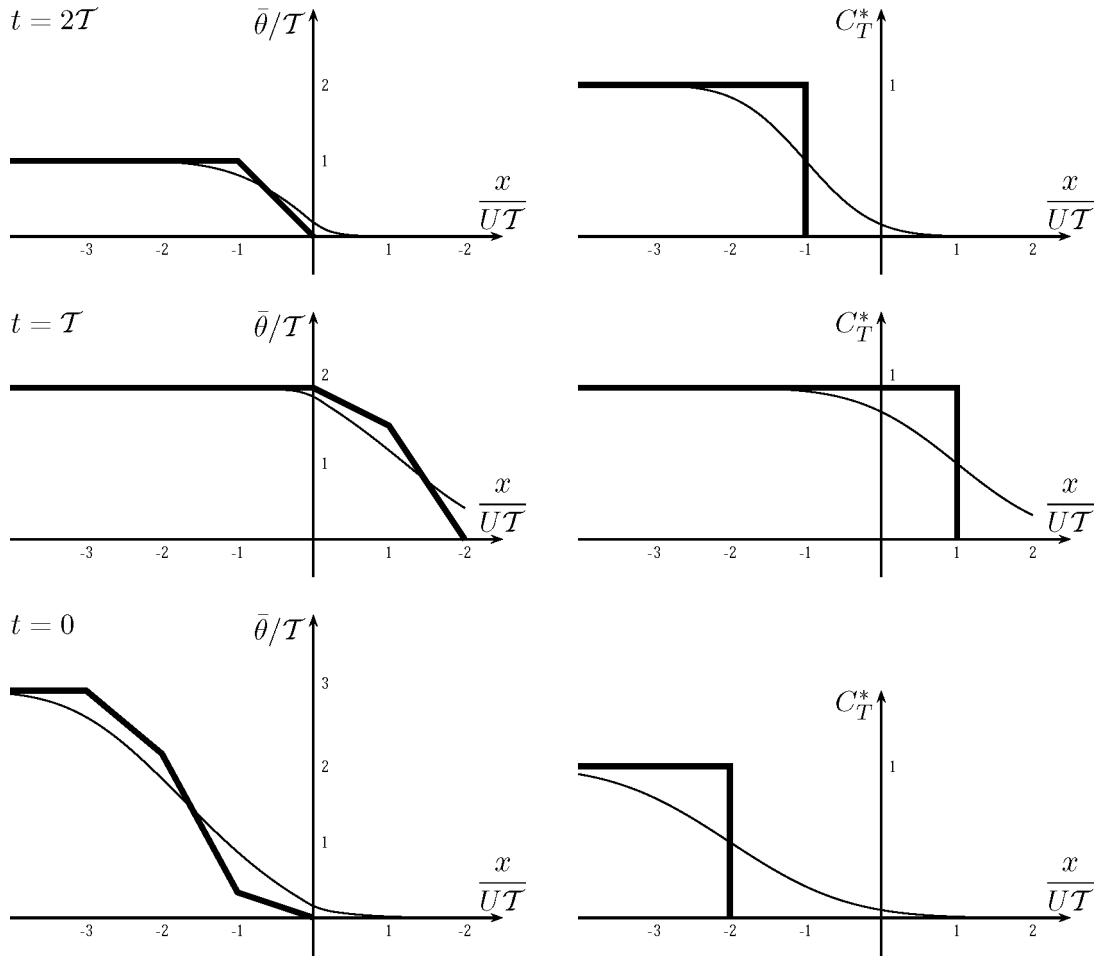 t = 2𝒯
θ̄/𝒯
2
1
x/U𝒯
-3 -2 -1 1 -2
C*_T
1
x/U𝒯
-3 -2 -1 1 2
t = 𝒯
θ̄/𝒯
2
1
x/U𝒯
-3 -2 -1 1 -2
C*_T
1
x/U𝒯
-3 -2 -1 1 2
t = 0
θ̄/𝒯
3
2
1
x/U𝒯
-3 -2 -1 1 -2
C*_T
1
x/U𝒯
-3 -2 -1 1 2